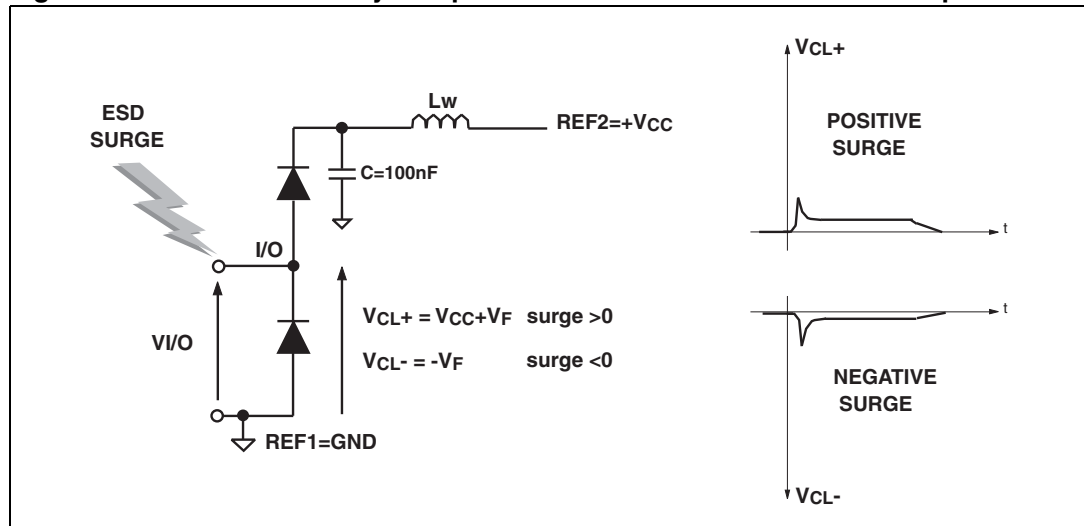 ESD
SURGE
Lw
REF2=+VCC
C=100nF
I/O
VI/O
VCL+ = VCC+VF surge >0
VCL- = -VF surge <0
REF1=GND
VCL+
POSITIVE
SURGE
t
t
NEGATIVE
SURGE
VCL-